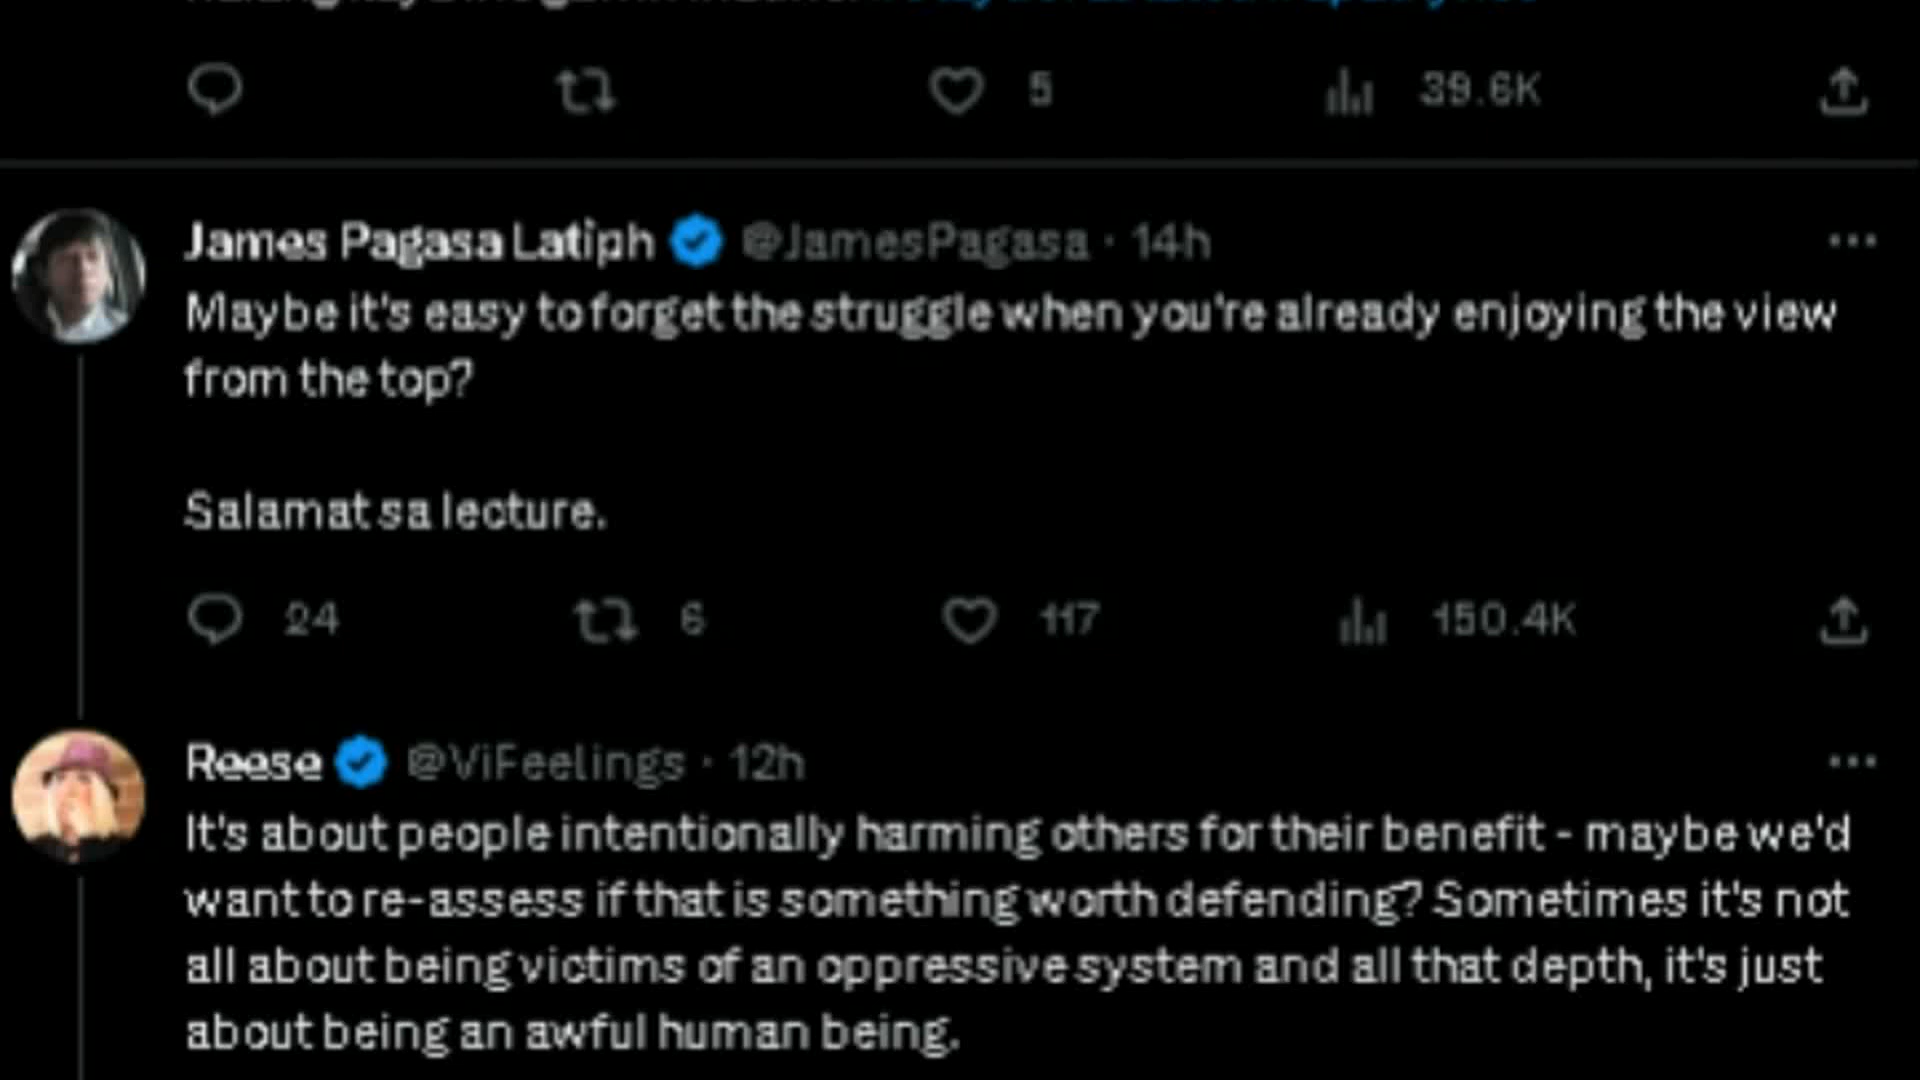 5 39.6K
James Pagasa Latiph @JamesPagasa · 14h
Maybe it's easy to forget the struggle when you're already enjoying the view
from the top?
Salamat sa lecture.
24 6 117 150.4K
Reese @ViFeelings · 12h
It's about people intentionally harming others for their benefit - maybe we'd
want to re-assess if that is something worth defending? Sometimes it's not
all about being victims of an oppressive system and all that depth, it's just
about being an awful human being.